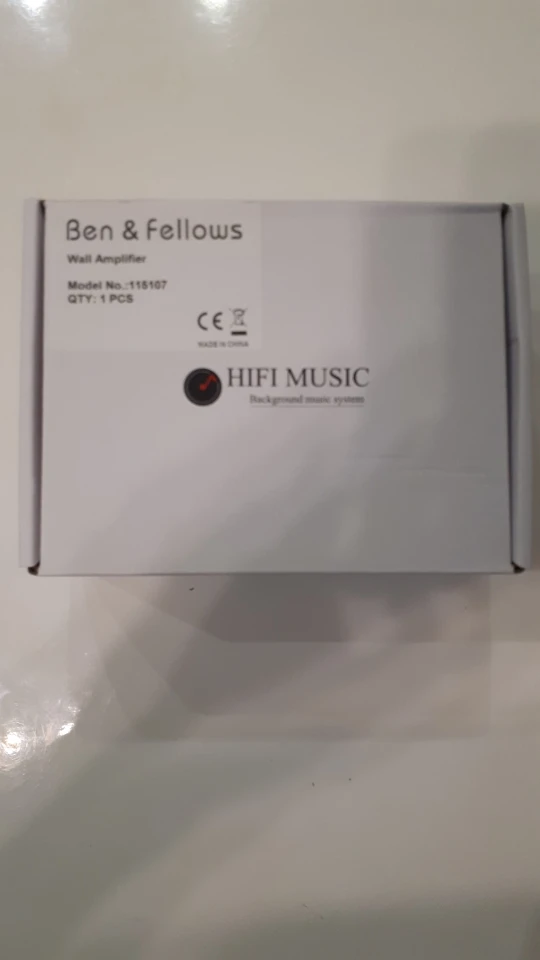 Ben & Fellows
Wall Amplifier
Model No.:115107
QTY: 1 PCS
CE
MADE IN CHINA
HIFI MUSIC
Background music system